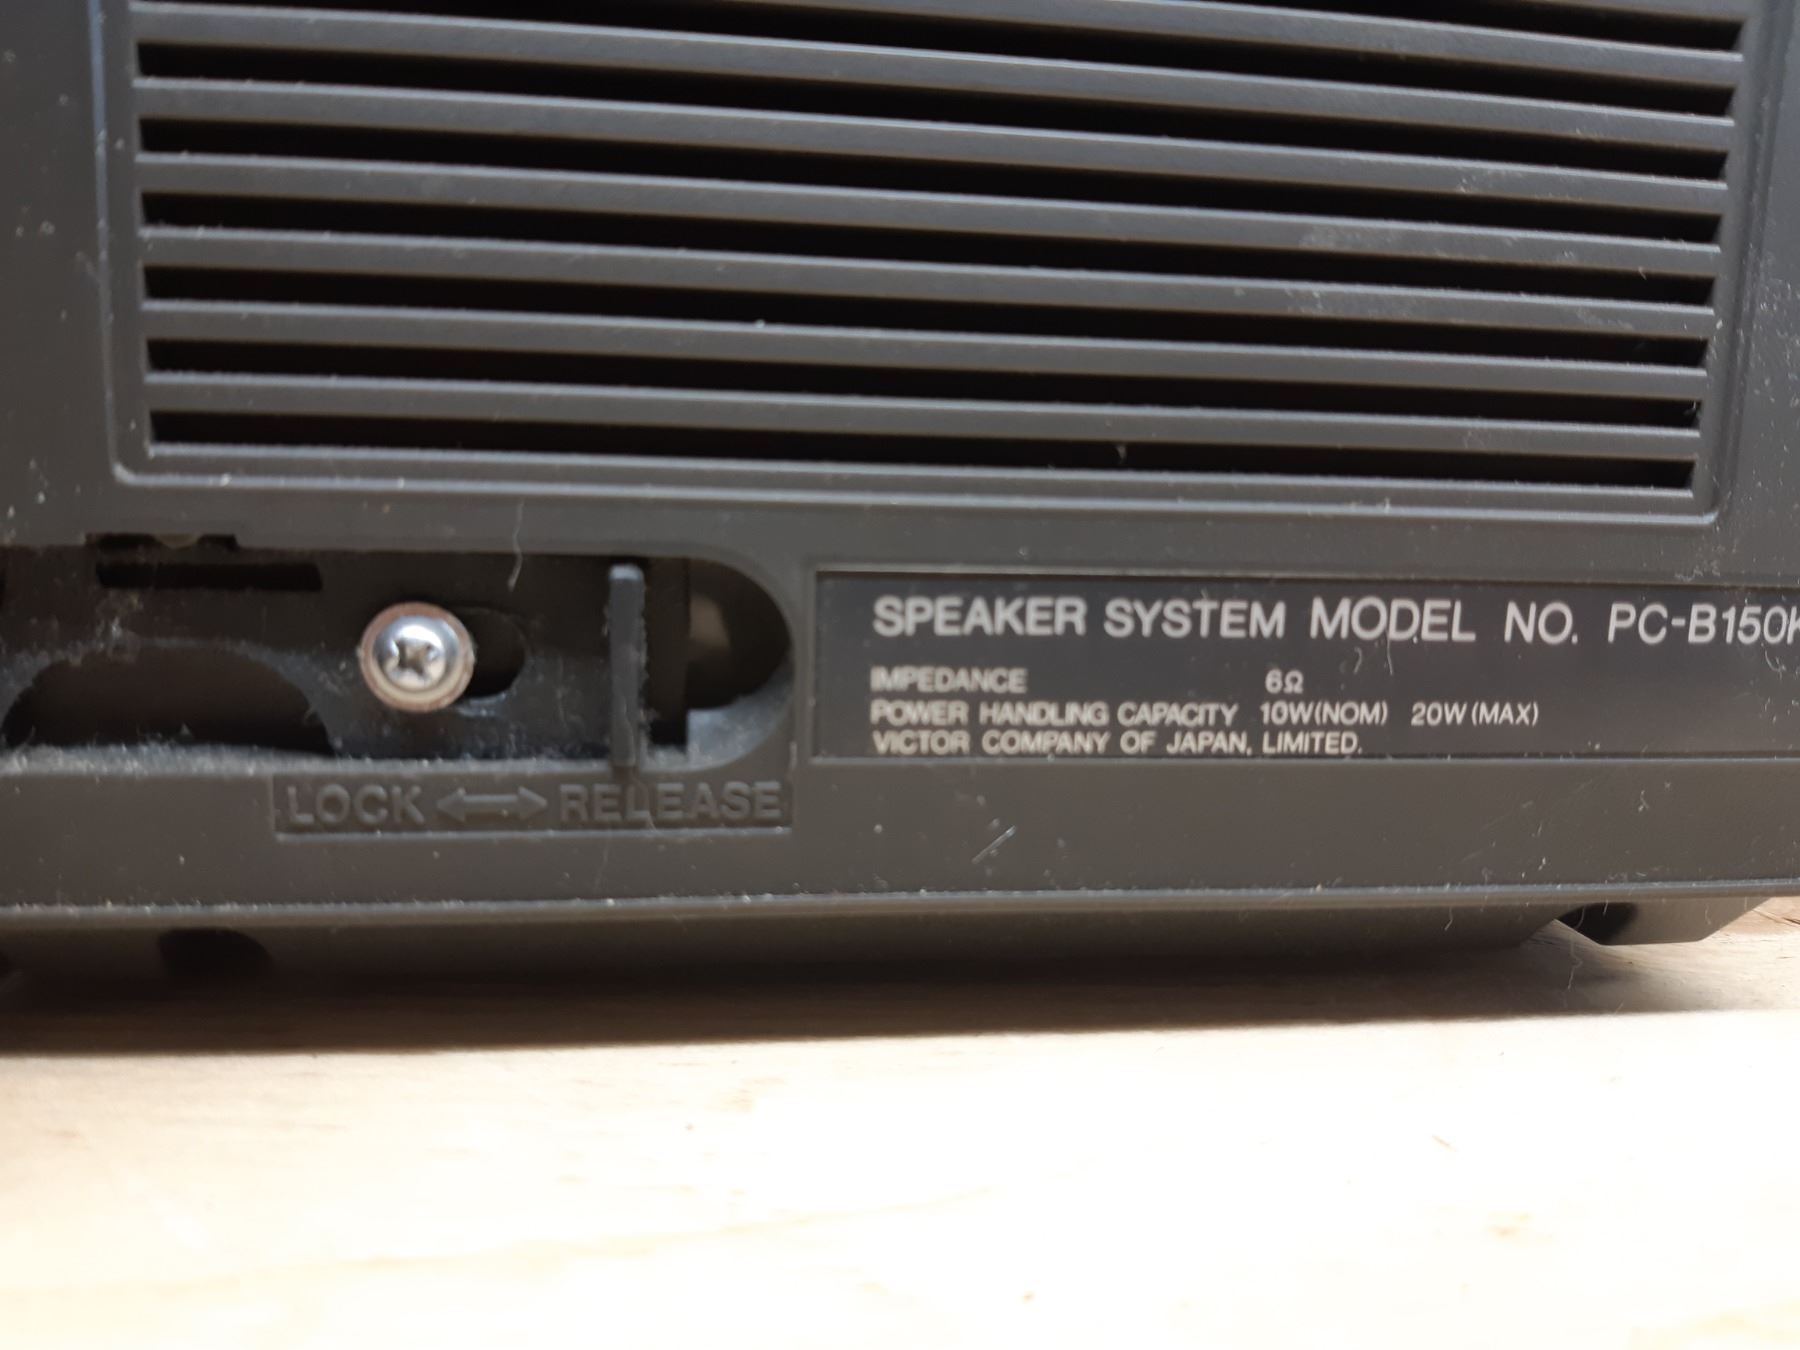 SPEAKER SYSTEM MODEL NO. PC-B150K
IMPEDANCE 6Ω
POWER HANDLING CAPACITY 10W(NOM) 20W(MAX)
VICTOR COMPANY OF JAPAN, LIMITED.
LOCK ⟺ RELEASE